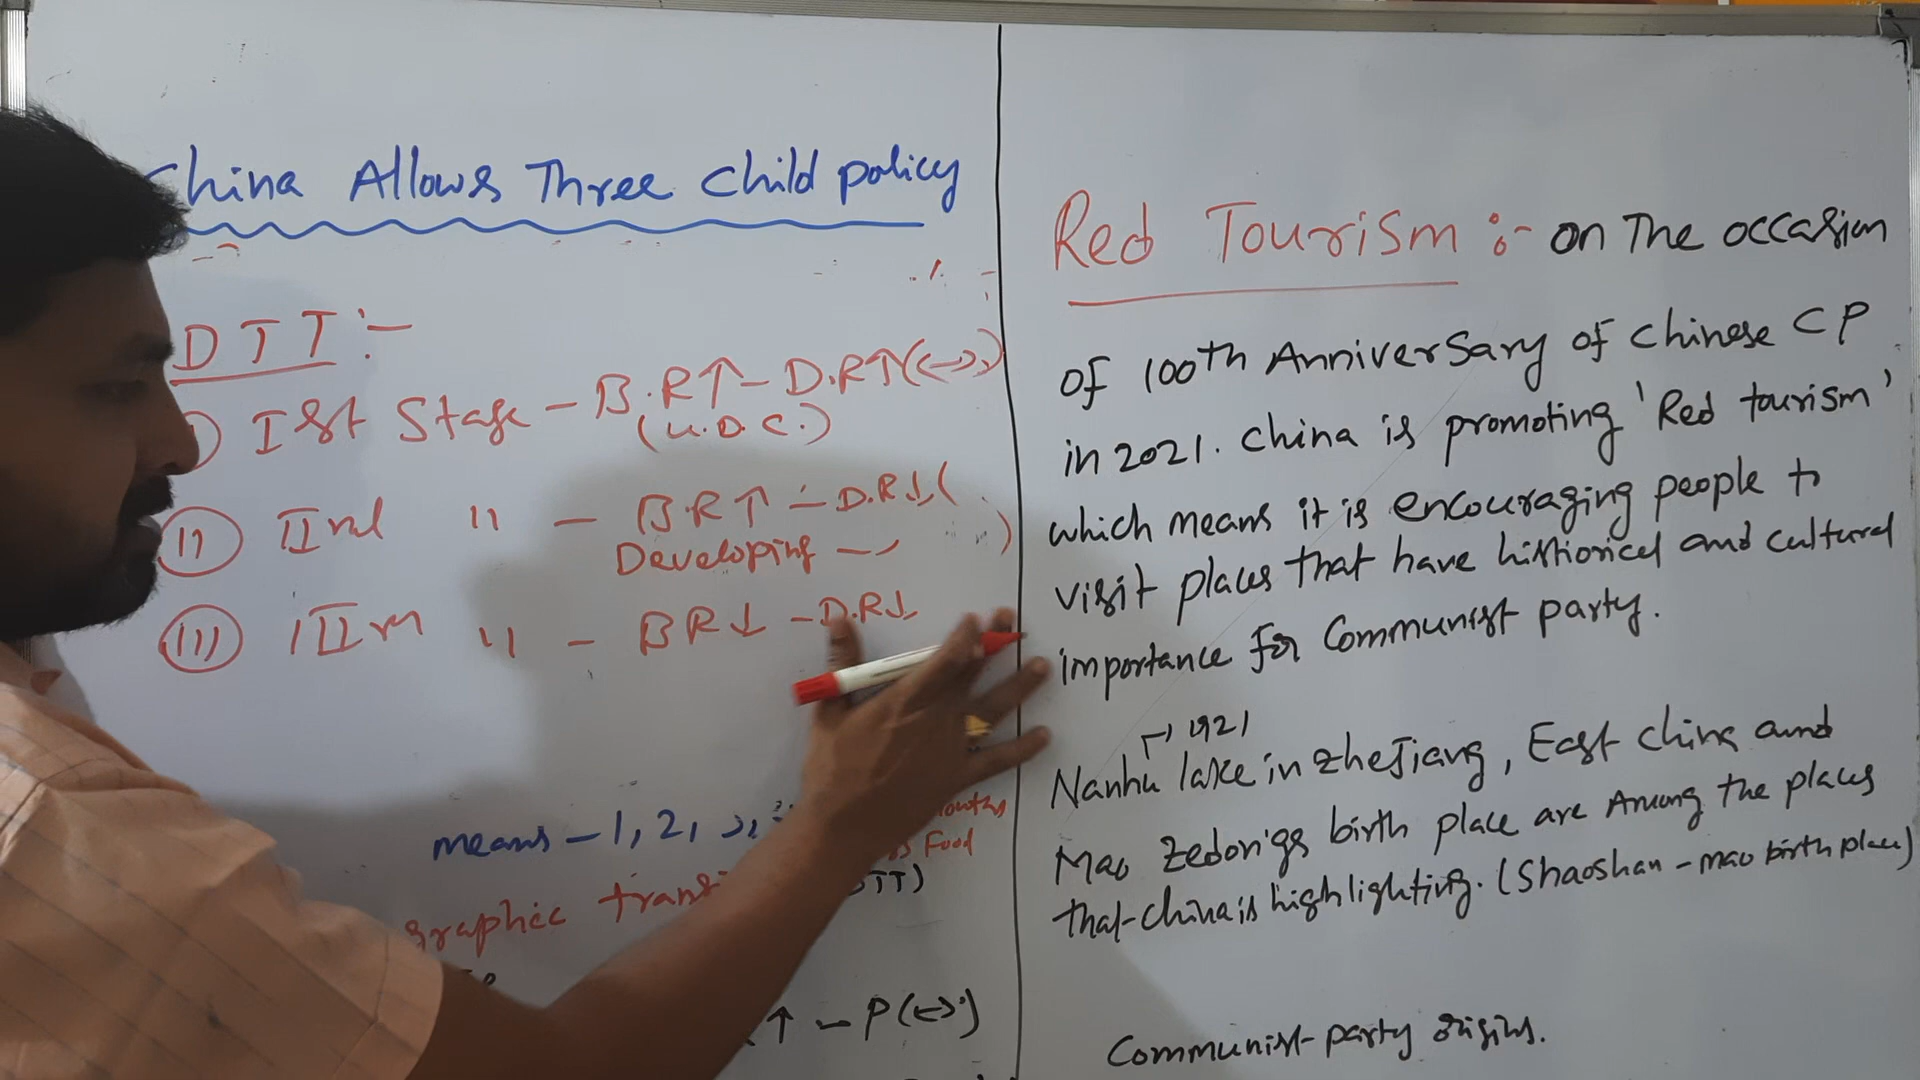 China Allows Three Child policy
DTT :-
Ist Stage - B.R↑ - D.R↑(↔)
(U.D.C.)
II) IInd " - B.R↑ - D.R↓(
Developing -
)
III) IIIrd " - BR↓ - D.R↓
means - 1, 2,
Food
graphic
DTT)
↑ - P(↔)
Red Tourism :- on The occasion
of 100th Anniversary of Chinese CP
in 2021. China is promoting 'Red tourism'
which means it is encouraging people to
visit places that have historical and cultural
importance for Communist party.
→ 1921
Nanhu lake in Zhejiang, East China and
Mao Zedong's birth place are Among the places
that China is highlighting. (Shaoshan - mao birth place)
Communist party origins.